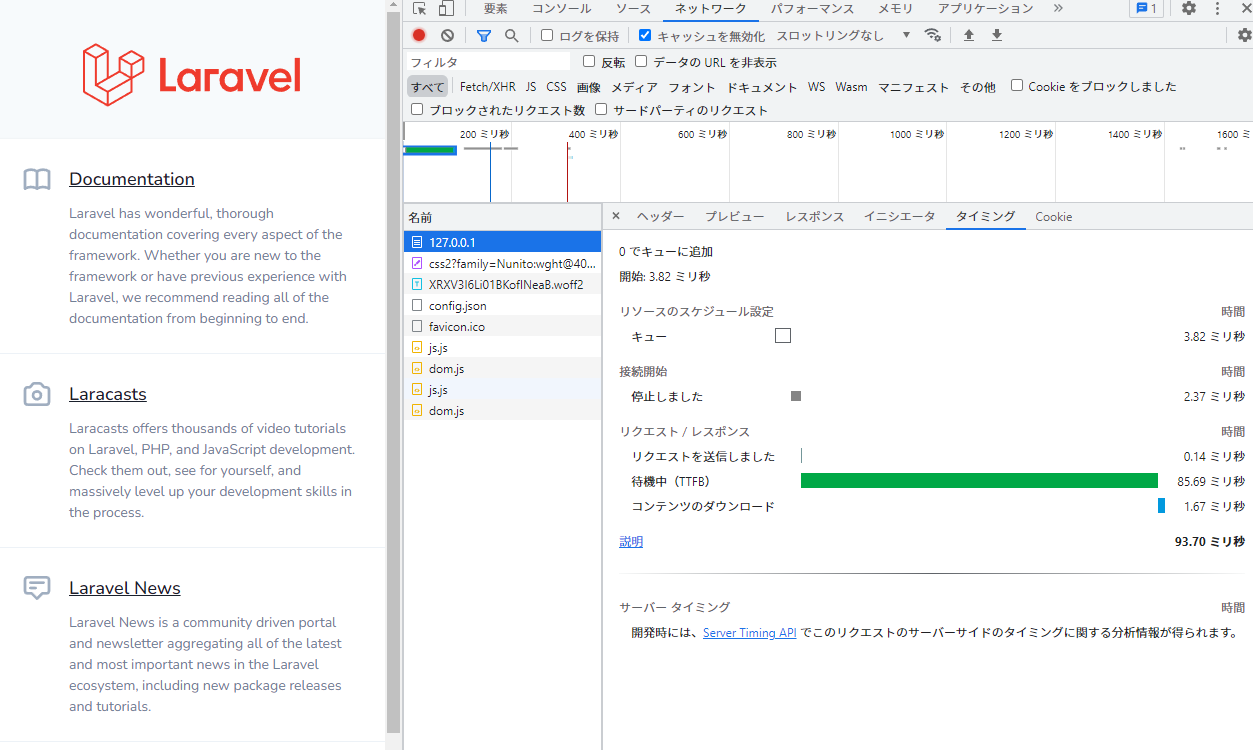 Laravel
Documentation
Laravel has wonderful, thorough
documentation covering every aspect of the
framework. Whether you are new to the
framework or have previous experience with
Laravel, we recommend reading all of the
documentation from beginning to end.
Laracasts
Laracasts offers thousands of video tutorials
on Laravel, PHP, and JavaScript development.
Check them out, see for yourself, and
massively level up your development skills in
the process.
Laravel News
Laravel News is a community driven portal
and newsletter aggregating all of the latest
and most important news in the Laravel
ecosystem, including new package releases
and tutorials.
要素 コンソール ソース ネットワーク パフォーマンス メモリ アプリケーション » 1
ログを保持 キャッシュを無効化 スロットリングなし
フィルタ 反転 データの URL を非表示
すべて Fetch/XHR JS CSS 画像 メディア フォント ドキュメント WS Wasm マニフェスト その他 Cookie をブロックしました
ブロックされたリクエスト数 サードパーティのリクエスト
200 ミリ秒 400 ミリ秒 600 ミリ秒 800 ミリ秒 1000 ミリ秒 1200 ミリ秒 1400 ミリ秒 1600 ミ
名前
127.0.0.1
css2?family=Nunito:wght@40...
XRXV3I6Li01BKofINeaB.woff2
config.json
favicon.ico
js.js
dom.js
js.js
dom.js
× ヘッダー プレビュー レスポンス イニシエータ タイミング Cookie
0 でキューに追加
開始: 3.82 ミリ秒
リソースのスケジュール設定 時間
キュー 3.82 ミリ秒
接続開始 時間
停止しました 2.37 ミリ秒
リクエスト / レスポンス 時間
リクエストを送信しました 0.14 ミリ秒
待機中（TTFB） 85.69 ミリ秒
コンテンツのダウンロード 1.67 ミリ秒
説明 93.70 ミリ秒
サーバー タイミング 時間
開発時には、Server Timing API でこのリクエストのサーバーサイドのタイミングに関する分析情報が得られます。